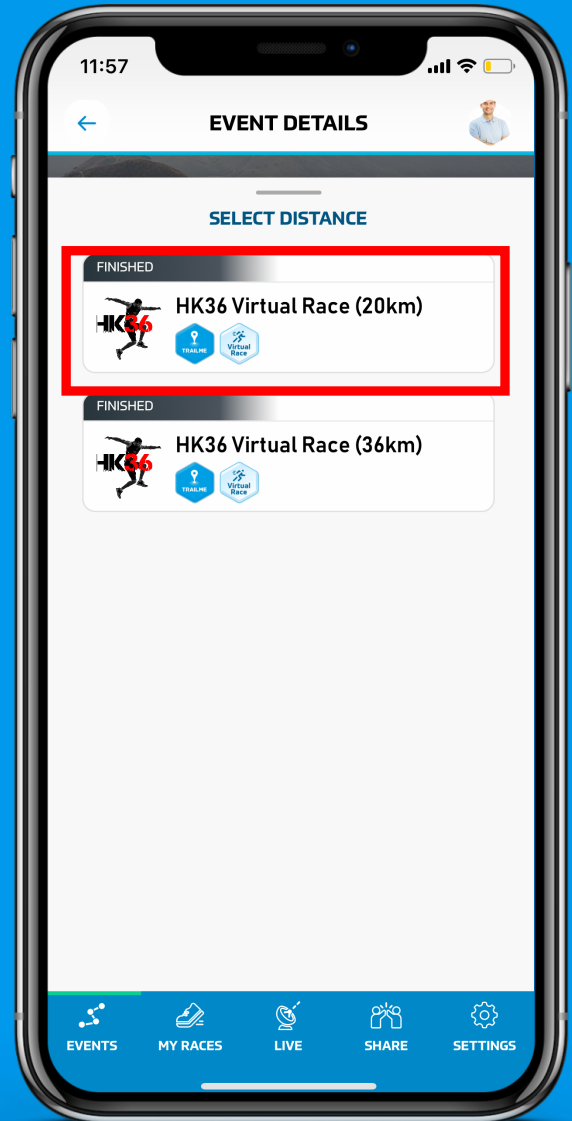 11:57
EVENT DETAILS
SELECT DISTANCE
FINISHED
HK36
HK36 Virtual Race (20km)
TRAILME
Virtual
Race
FINISHED
HK36
HK36 Virtual Race (36km)
TRAILME
Virtual
Race
EVENTS
MY RACES
LIVE
SHARE
SETTINGS